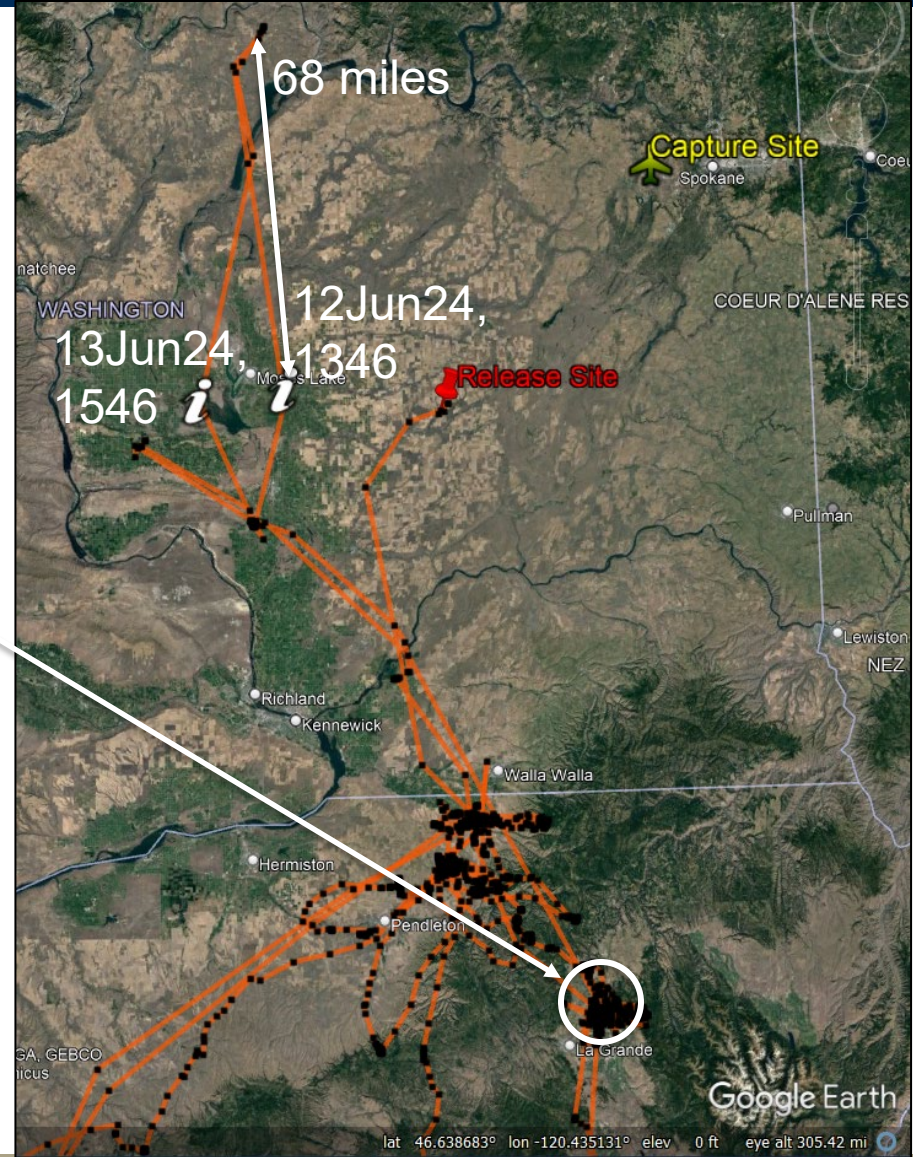 68 miles
Capture Site
Spokane
Coeu
natchee
WASHINGTON
COEUR D'ALENE RES
12Jun24,
1346
13Jun24,
1546
Moses Lake
Release Site
Pullman
Lewiston
NEZ
Richland
Kennewick
Walla Walla
Hermiston
Pendleton
GA, GEBCO
nicus
La Grande
Google Earth
lat 46.638683° lon -120.435131° elev 0 ft eye alt 305.42 mi